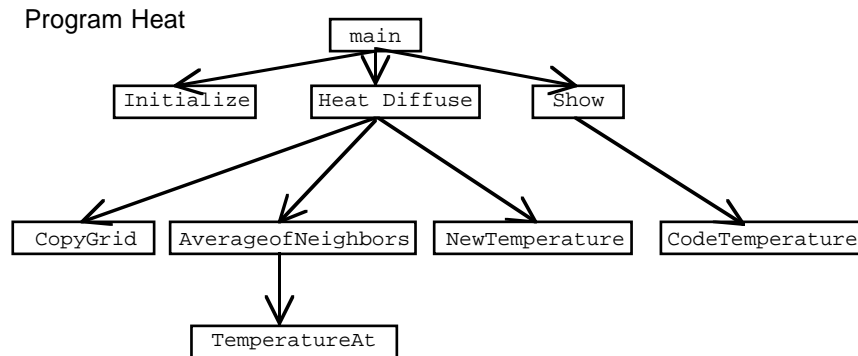 Program Heat
main
Initialize
Heat Diffuse
Show
CopyGrid
AverageofNeighbors
NewTemperature
CodeTemperature
TemperatureAt